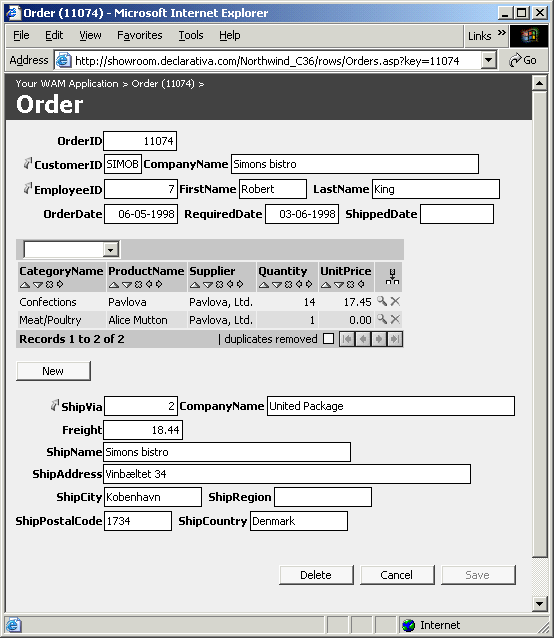 Order (11074) - Microsoft Internet Explorer
File Edit View Favorites Tools Help Links »
Address http://showroom.declarativa.com/Northwind_C36/rows/Orders.asp?key=11074 Go
Your WAM Application > Order (11074) >
Order
OrderID 11074
CustomerID SIMOB CompanyName Simons bistro
EmployeeID 7 FirstName Robert LastName King
OrderDate 06-05-1998 RequiredDate 03-06-1998 ShippedDate
CategoryName ProductName Supplier Quantity UnitPrice
Confections Pavlova Pavlova, Ltd. 14 17.45
Meat/Poultry Alice Mutton Pavlova, Ltd. 1 0.00
Records 1 to 2 of 2 | duplicates removed
New
ShipVia 2 CompanyName United Package
Freight 18.44
ShipName Simons bistro
ShipAddress Vinbæltet 34
ShipCity Kobenhavn ShipRegion
ShipPostalCode 1734 ShipCountry Denmark
Delete Cancel Save
Internet